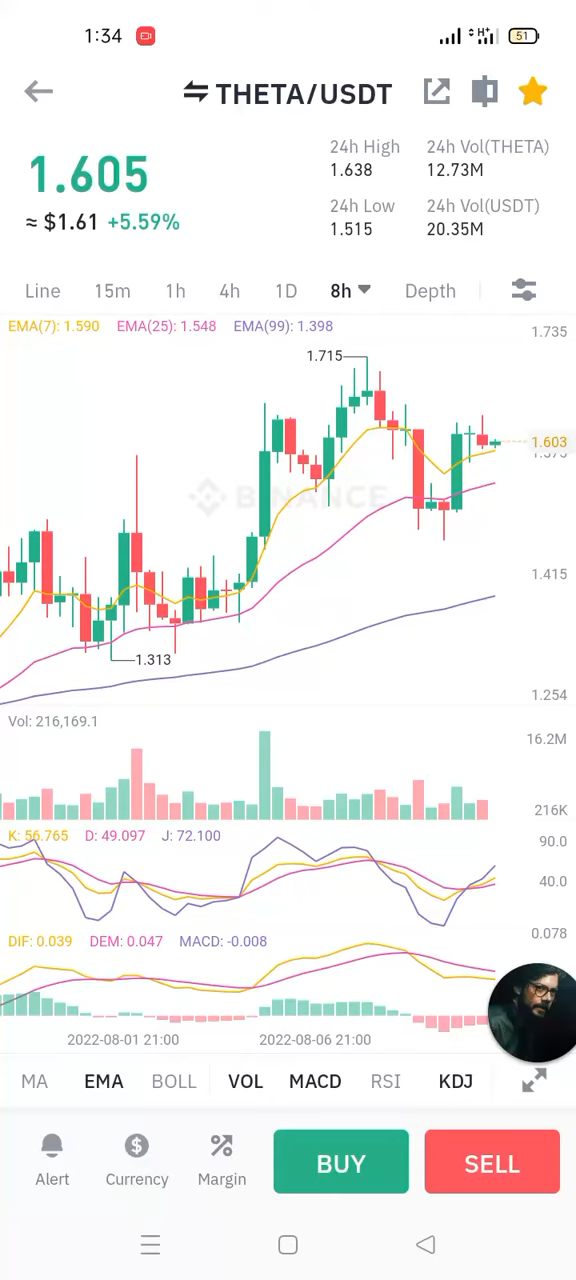 1:34 H+ 51
THETA/USDT
1.605
≈ $1.61 +5.59%
24h High 24h Vol(THETA)
1.638 12.73M
24h Low 24h Vol(USDT)
1.515 20.35M
Line 15m 1h 4h 1D 8h Depth
EMA(7): 1.590 EMA(25): 1.548 EMA(99): 1.398
1.735
1.715
1.603
BINANCE
1.415
1.313
1.254
Vol: 216,169.1
16.2M
216K
K: 56.765 D: 49.097 J: 72.100
90.0
40.0
0.078
DIF: 0.039 DEM: 0.047 MACD: -0.008
2022-08-01 21:00 2022-08-06 21:00
MA EMA BOLL VOL MACD RSI KDJ
Alert Currency Margin BUY SELL